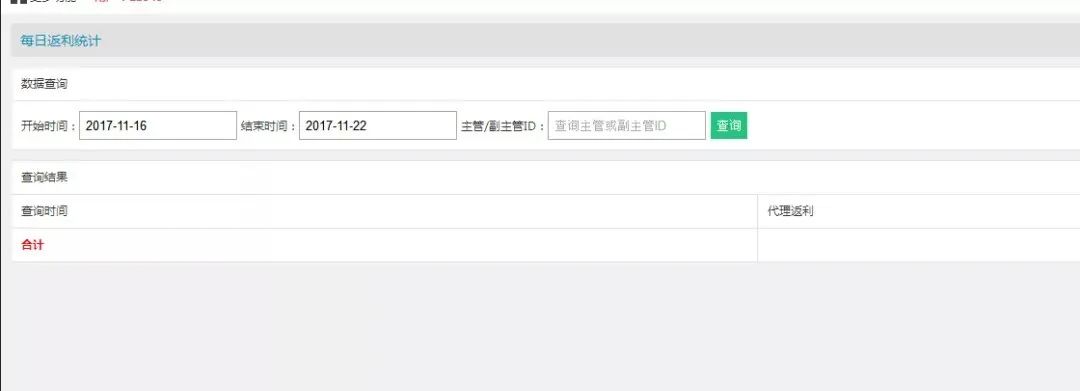 每日返利统计
数据查询
开始时间：2017-11-16 结束时间：2017-11-22 主管/副主管ID：查询主管或副主管ID 查询
查询结果
查询时间 代理返利
合计